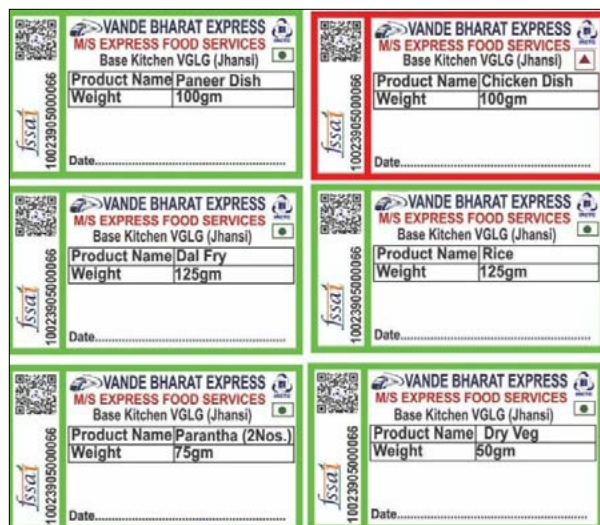 VANDE BHARAT EXPRESS
M/S EXPRESS FOOD SERVICES
Base Kitchen VGLG (Jhansi)
Product Name Paneer Dish
Weight 100gm
Date
fssai
10023905000066
VANDE BHARAT EXPRESS
M/S EXPRESS FOOD SERVICES
Base Kitchen VGLG (Jhansi)
Product Name Chicken Dish
Weight 100gm
Date
fssai
10023905000066
VANDE BHARAT EXPRESS
M/S EXPRESS FOOD SERVICES
Base Kitchen VGLG (Jhansi)
Product Name Dal Fry
Weight 125gm
Date
fssai
10023905000066
VANDE BHARAT EXPRESS
M/S EXPRESS FOOD SERVICES
Base Kitchen VGLG (Jhansi)
Product Name Rice
Weight 125gm
Date
fssai
10023905000066
VANDE BHARAT EXPRESS
M/S EXPRESS FOOD SERVICES
Base Kitchen VGLG (Jhansi)
Product Name Parantha (2Nos.)
Weight 75gm
Date
fssai
10023905000066
VANDE BHARAT EXPRESS
M/S EXPRESS FOOD SERVICES
Base Kitchen VGLG (Jhansi)
Product Name Dry Veg
Weight 50gm
Date
fssai
10023905000066